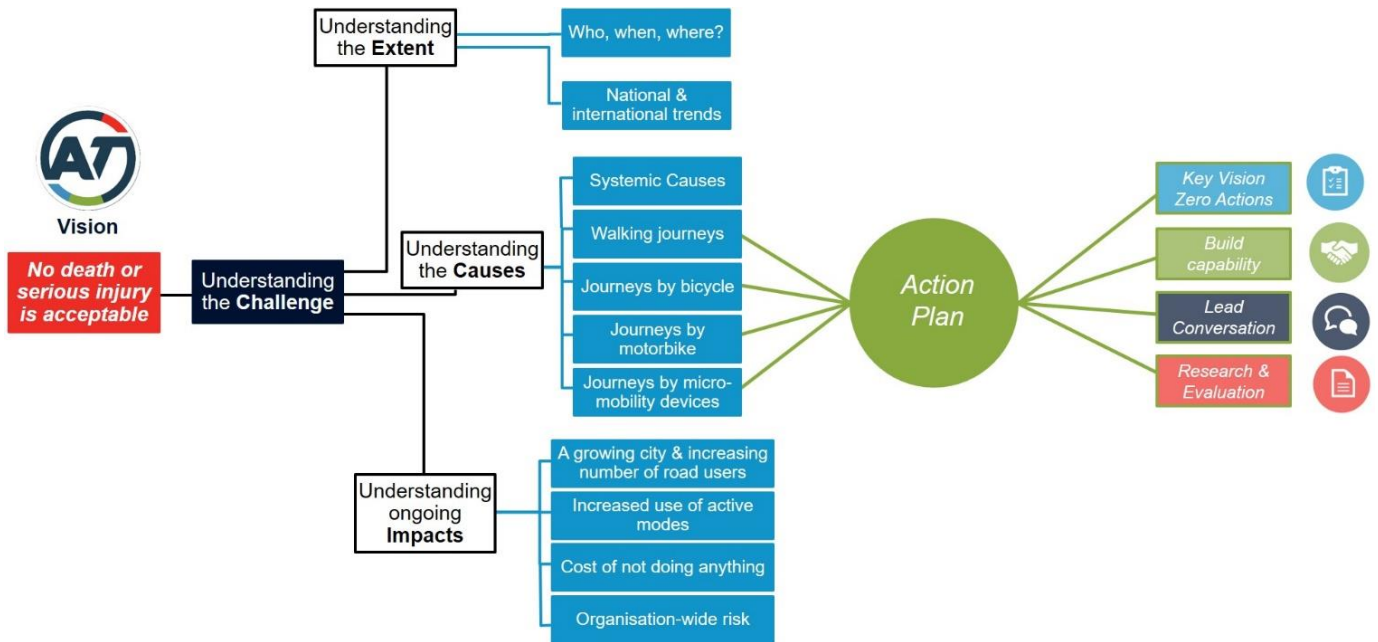 AT
Vision
No death or
serious injury
is acceptable
Understanding
the Challenge
Understanding
the Extent
Who, when, where?
National &
international trends
Understanding
the Causes
Systemic Causes
Walking journeys
Journeys by bicycle
Journeys by
motorbike
Journeys by micro-
mobility devices
Understanding
ongoing
Impacts
A growing city & increasing
number of road users
Increased use of active
modes
Cost of not doing anything
Organisation-wide risk
Action
Plan
Key Vision
Zero Actions
Build
capability
Lead
Conversation
Research &
Evaluation